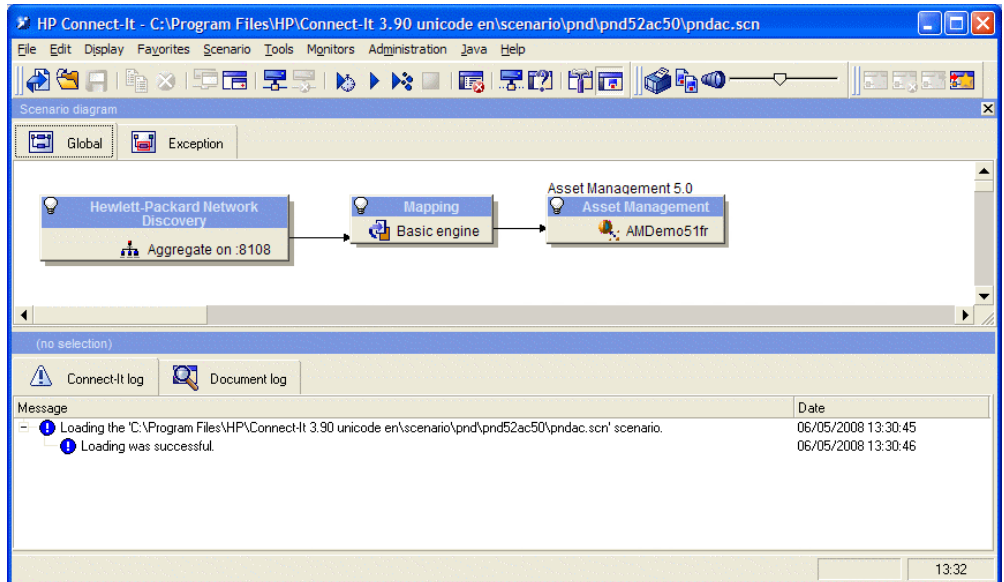 HP Connect-It - C:\Program Files\HP\Connect-It 3.90 unicode en\scenario\pnd\pnd52ac50\pndac.scn
File Edit Display Favorites Scenario Tools Monitors Administration Java Help
Scenario diagram
Global Exception
Asset Management 5.0
Hewlett-Packard Network Discovery
Aggregate on :8108
Mapping
Basic engine
Asset Management
AMDemo51fr
(no selection)
Connect-It log Document log
Message Date
Loading the 'C:\Program Files\HP\Connect-It 3.90 unicode en\scenario\pnd\pnd52ac50\pndac.scn' scenario. 06/05/2008 13:30:45
Loading was successful. 06/05/2008 13:30:46
13:32